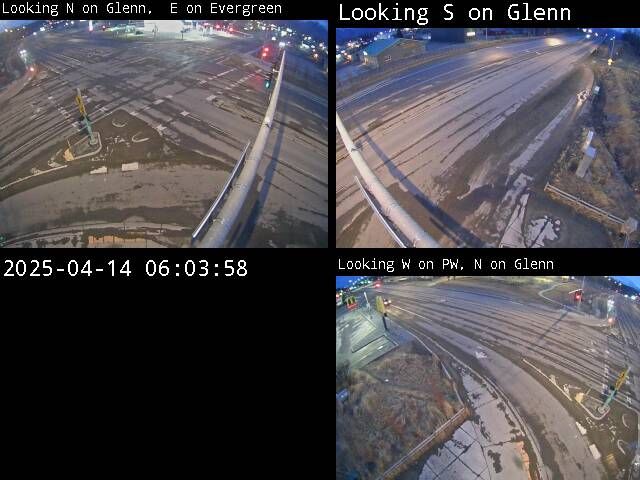 Looking N on Glenn,  E on Evergreen
Looking S on Glenn
2025-04-14 06:03:58
Looking W on PW, N on Glenn